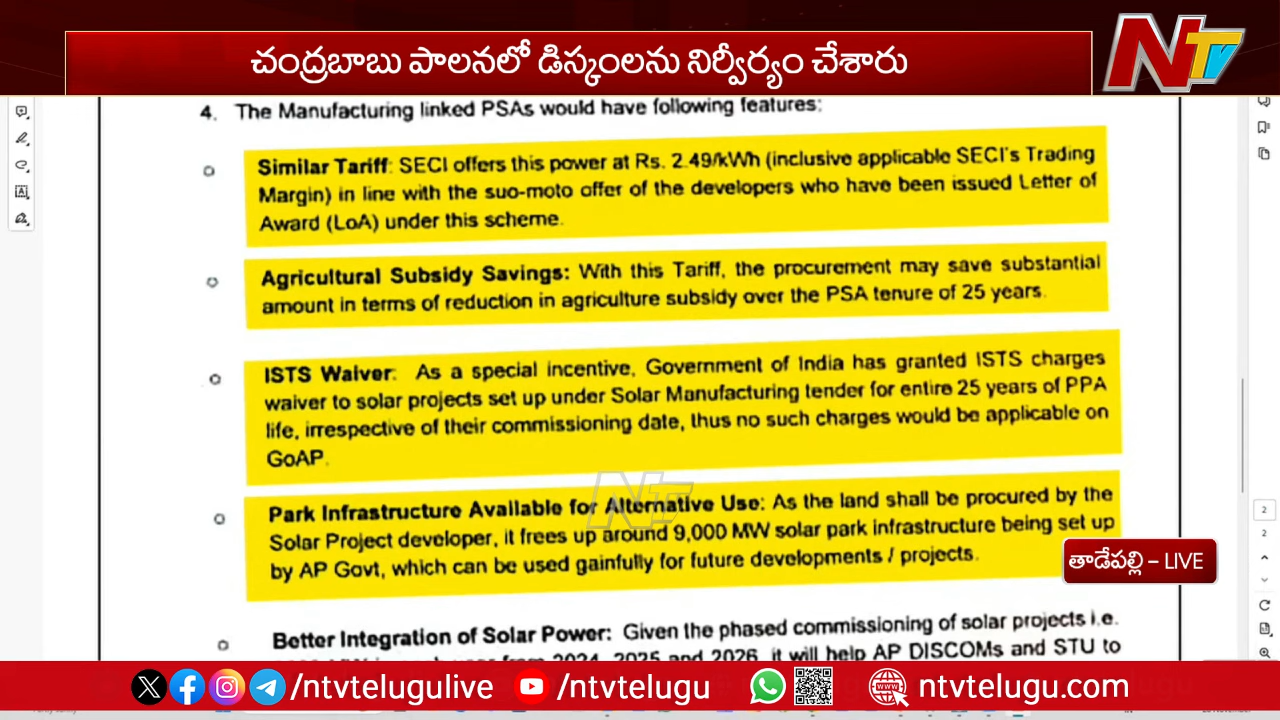 చంద్రబాబు పాలనలో డిస్కంలను నిర్వీర్యం చేశారు
NTV
4. The Manufacturing linked PSAs would have following features:
Similar Tariff: SECI offers this power at Rs. 2.49/kWh (inclusive applicable SECI's Trading
Margin) in line with the suo-moto offer of the developers who have been issued Letter of
Award (LoA) under this scheme.
Agricultural Subsidy Savings: With this Tariff, the procurement may save substantial
amount in terms of reduction in agriculture subsidy over the PSA tenure of 25 years.
ISTS Waiver: As a special incentive, Government of India has granted ISTS charges
waiver to solar projects set up under Solar Manufacturing tender for entire 25 years of PPA
life, irrespective of their commissioning date, thus no such charges would be applicable on
GoAP.
Park Infrastructure Available for Alternative Use: As the land shall be procured by the
Solar Project developer, it frees up around 9,000 MW solar park infrastructure being set up
by AP Govt, which can be used gainfully for future developments / projects.
NTV
2
2
తాడేపల్లి – LIVE
Better Integration of Solar Power: Given the phased commissioning of solar projects i.e.
2024, 2025 and 2026, it will help AP DISCOMs and STU to
/ntvtelugulive
/ntvtelugu
WWW
ntvtelugu.com